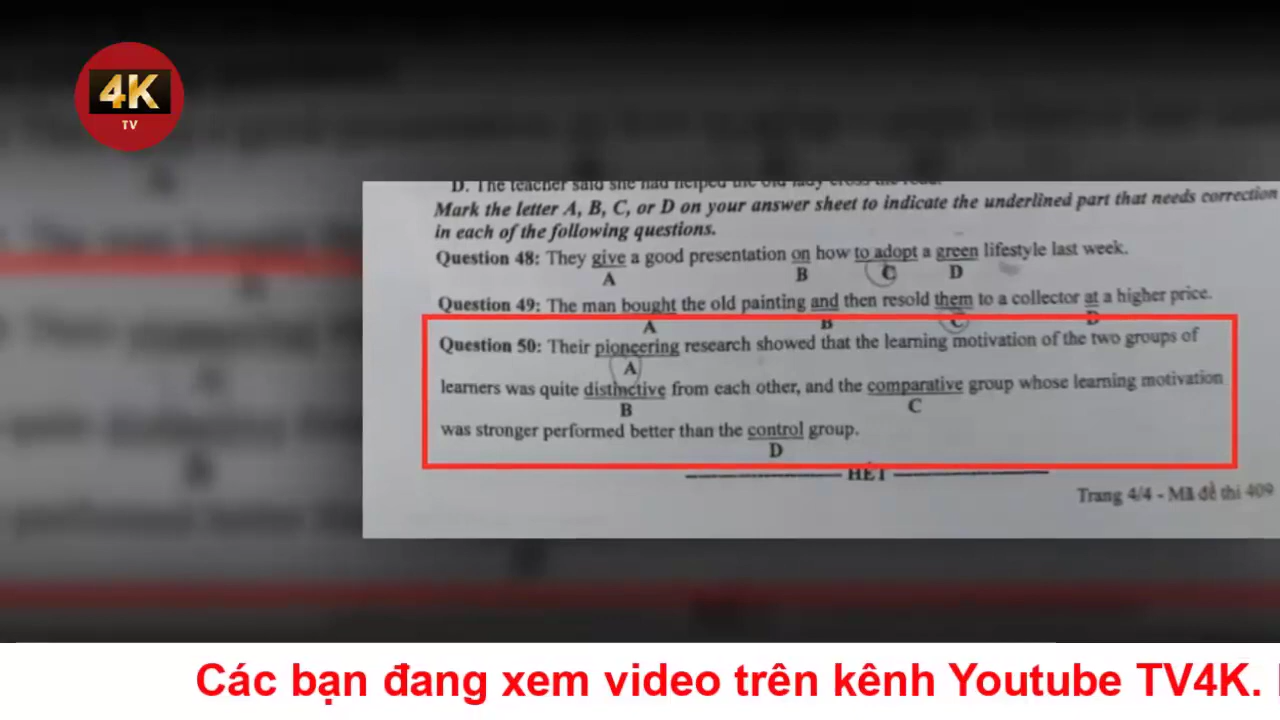 4K
TV
D. The teacher said she had helped the old lady cross the road.
Mark the letter A, B, C, or D on your answer sheet to indicate the underlined part that needs correction
in each of the following questions.
Question 48: They give a good presentation on how to adopt a green lifestyle last week.
A B C D
Question 49: The man bought the old painting and then resold them to a collector at a higher price.
A B C D
Question 50: Their pioneering research showed that the learning motivation of the two groups of
A
learners was quite distinctive from each other, and the comparative group whose learning motivation
B C
was stronger performed better than the control group.
D
HẾT
Trang 4/4 - Mã đề thi 409
Các bạn đang xem video trên kênh Youtube TV4K.